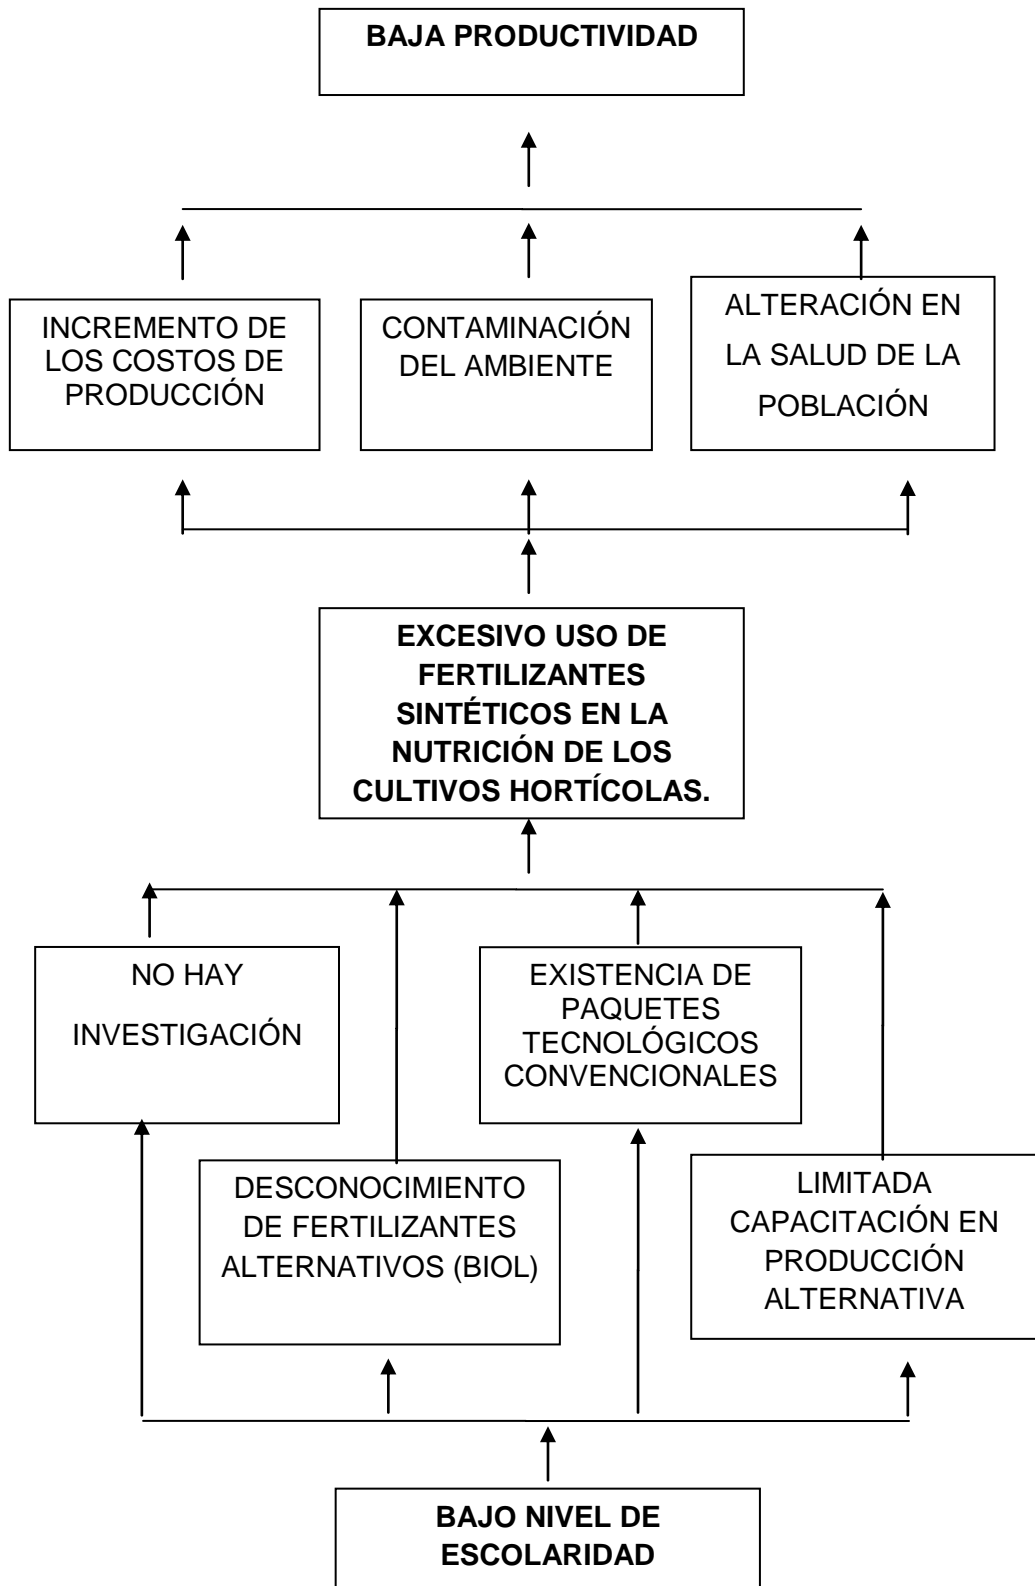 BAJA PRODUCTIVIDAD
INCREMENTO DE
LOS COSTOS DE
PRODUCCIÓN
CONTAMINACIÓN
DEL AMBIENTE
ALTERACIÓN EN
LA SALUD DE LA
POBLACIÓN
EXCESIVO USO DE
FERTILIZANTES
SINTÉTICOS EN LA
NUTRICIÓN DE LOS
CULTIVOS HORTÍCOLAS.
NO HAY
INVESTIGACIÓN
EXISTENCIA DE
PAQUETES
TECNOLÓGICOS
CONVENCIONALES
DESCONOCIMIENTO
DE FERTILIZANTES
ALTERNATIVOS (BIOL)
LIMITADA
CAPACITACIÓN EN
PRODUCCIÓN
ALTERNATIVA
BAJO NIVEL DE
ESCOLARIDAD